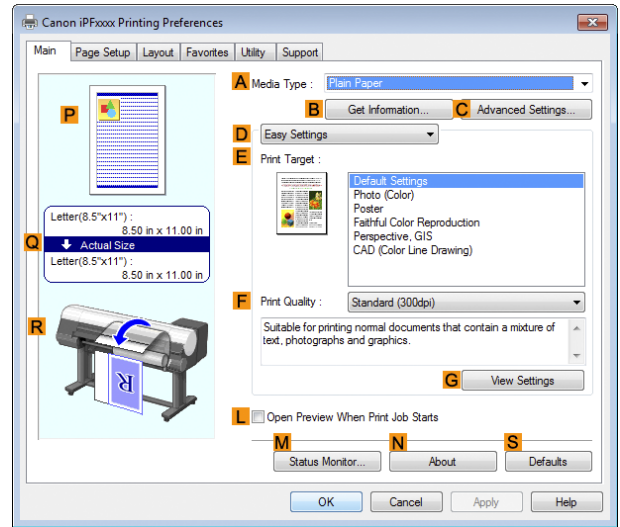 Canon iPFxxxx Printing Preferences
Main Page Setup Layout Favorites Utility Support
A Media Type : Plain Paper
B Get Information... C Advanced Settings...
D Easy Settings
E Print Target :
Default Settings
Photo (Color)
Poster
Faithful Color Reproduction
Perspective, GIS
CAD (Color Line Drawing)
F Print Quality : Standard (300dpi)
Suitable for printing normal documents that contain a mixture of
text, photographs and graphics.
G View Settings
P
Letter(8.5"x11") :
8.50 in x 11.00 in
Q Actual Size
Letter(8.5"x11") :
8.50 in x 11.00 in
R
R
L Open Preview When Print Job Starts
M N S
Status Monitor... About Defaults
OK Cancel Apply Help